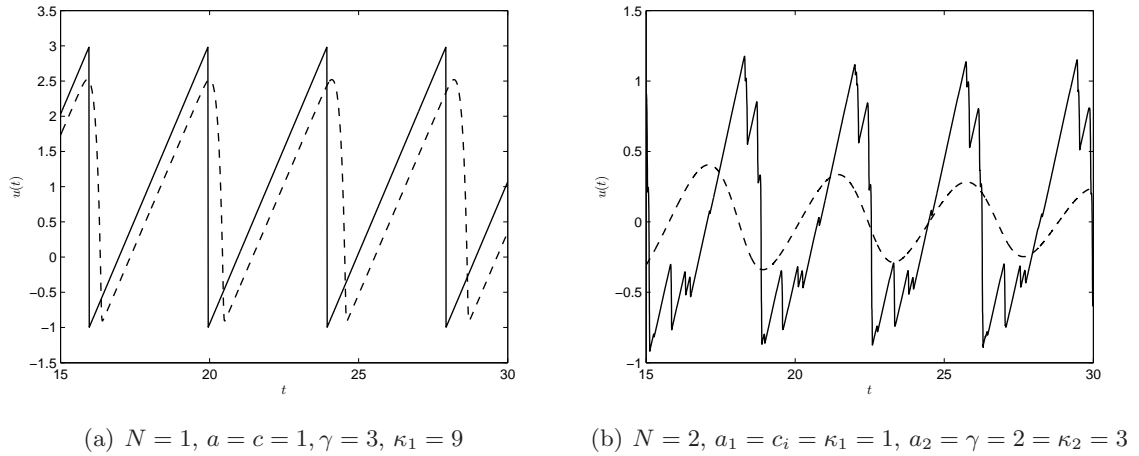 3.5
3
2.5
2
1.5
1
0.5
0
−0.5
−1
−1.5
15 20 25 30
t
u(t)
1.5
1
0.5
0
−0.5
−1
15 20 25 30
t
u(t)
(a) N = 1, a = c = 1, γ = 3, κ₁ = 9
(b) N = 2, a₁ = cᵢ = κ₁ = 1, a₂ = γ = 2 = κ₂ = 3